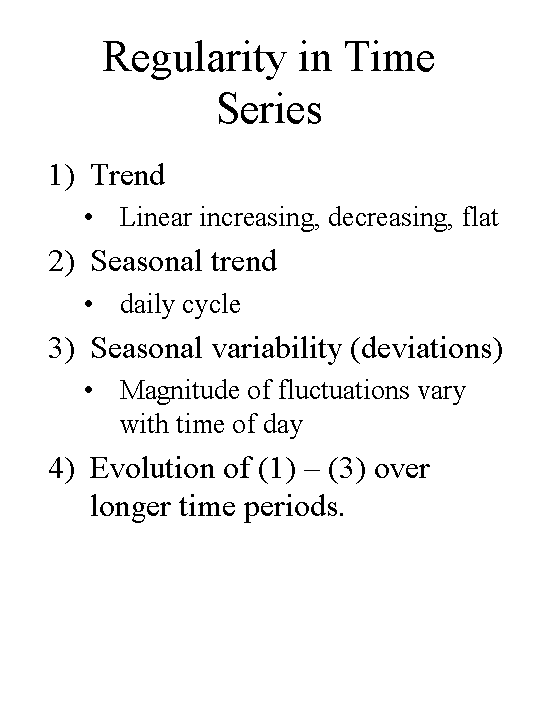 Regularity in Time
Series
1) Trend
• Linear increasing, decreasing, flat
2) Seasonal trend
• daily cycle
3) Seasonal variability (deviations)
• Magnitude of fluctuations vary
with time of day
4) Evolution of (1) – (3) over
longer time periods.